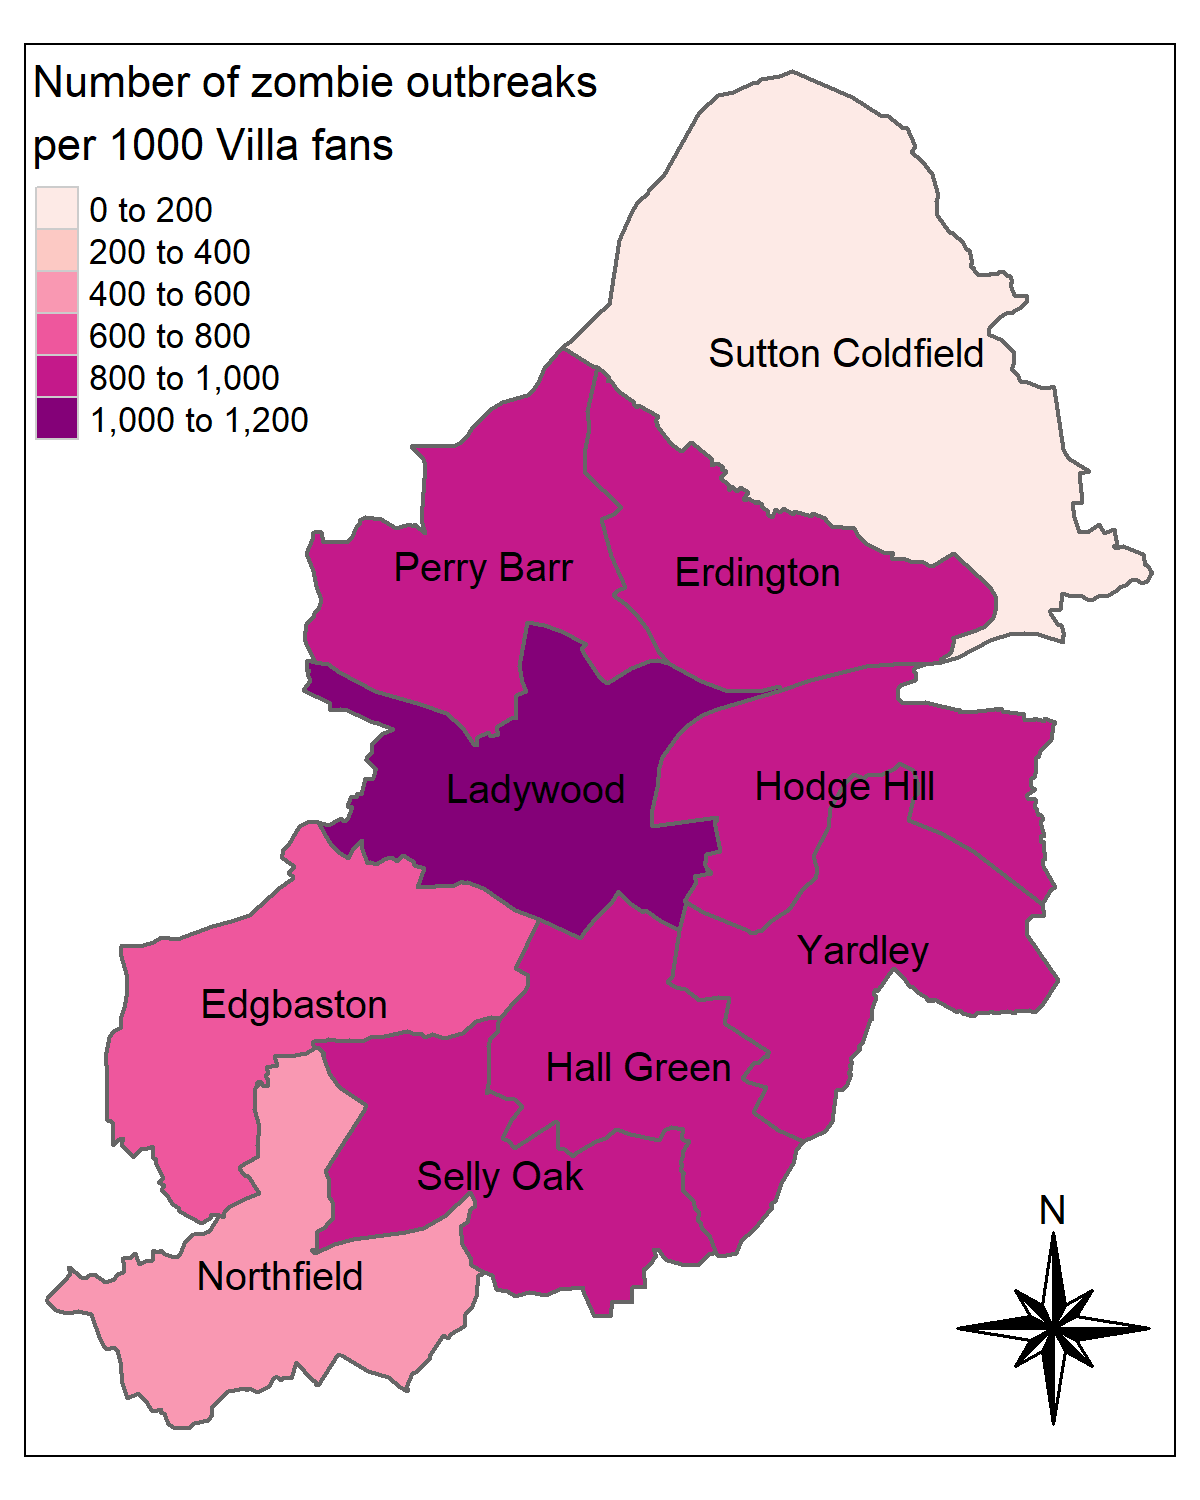 Number of zombie outbreaks
per 1000 Villa fans
0 to 200
200 to 400
400 to 600
600 to 800
800 to 1,000
1,000 to 1,200
Sutton Coldfield
Perry Barr
Erdington
Ladywood
Hodge Hill
Yardley
Edgbaston
Hall Green
Selly Oak
Northfield
N